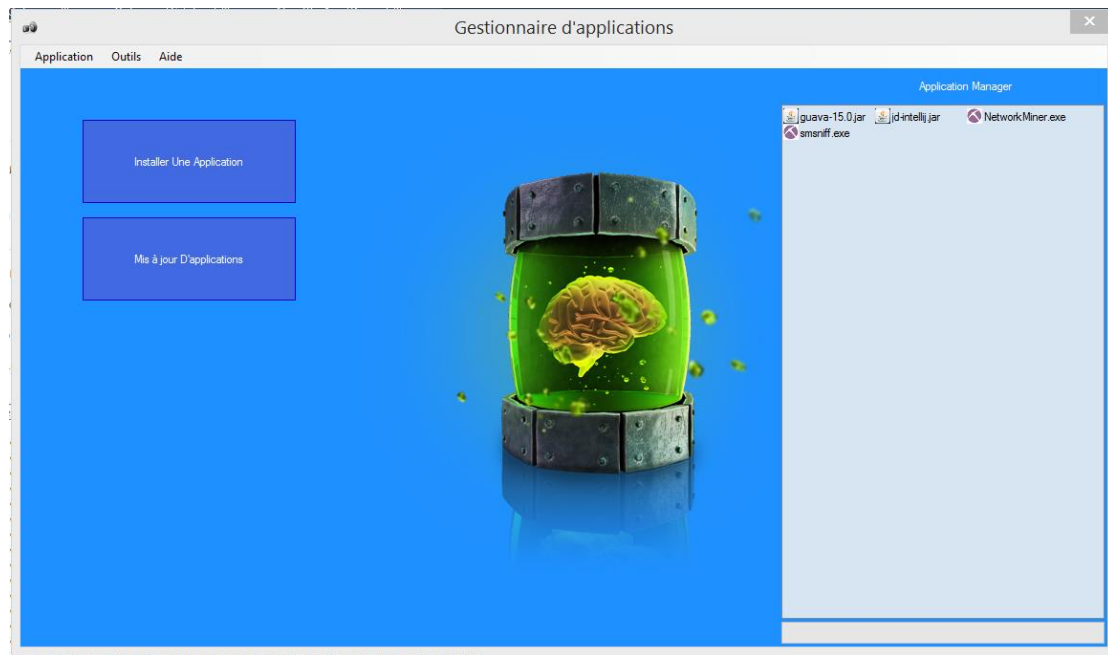 Gestionnaire d'applications
Application Outils Aide
Application Manager
Installer Une Application
Mis à jour D'applications
guava-15.0.jar jd-intellij.jar NetworkMiner.exe
smsniff.exe